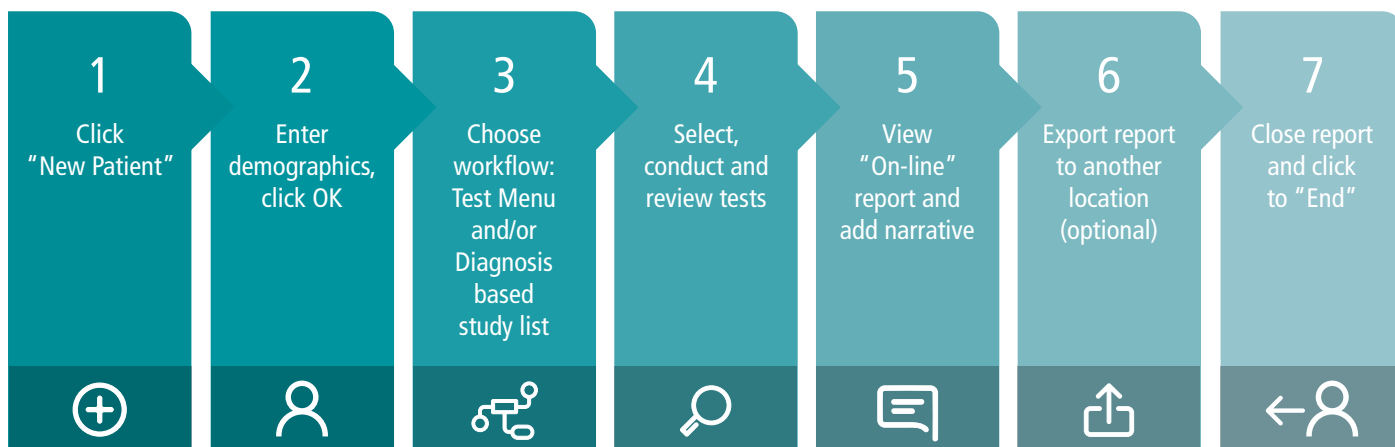 1
Click
“New Patient”
2
Enter
demographics,
click OK
3
Choose
workflow:
Test Menu
and/or
Diagnosis
based
study list
4
Select,
conduct and
review tests
5
View
“On-line”
report and
add narrative
6
Export report
to another
location
(optional)
7
Close report
and click
to “End”